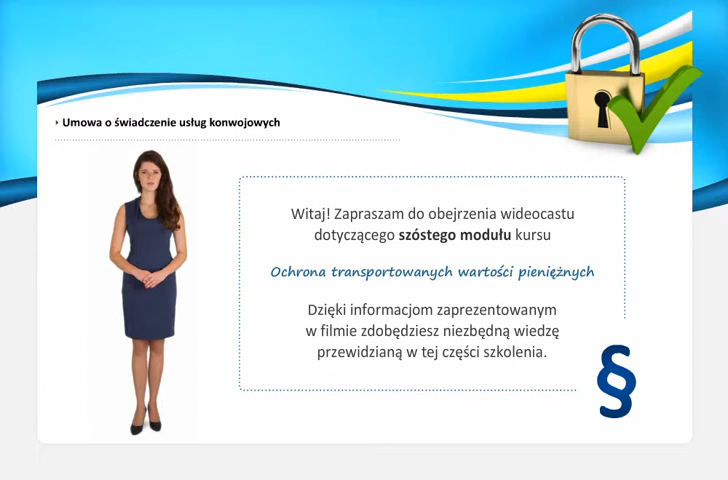 Umowa o świadczenie usług konwojowych
Witaj! Zapraszam do obejrzenia wideocastu
dotyczącego szóstego modułu kursu
Ochrona transportowanych wartości pieniężnych
Dzięki informacjom zaprezentowanym
w filmie zdobędziesz niezbędną wiedzę
przewidzianą w tej części szkolenia.
§